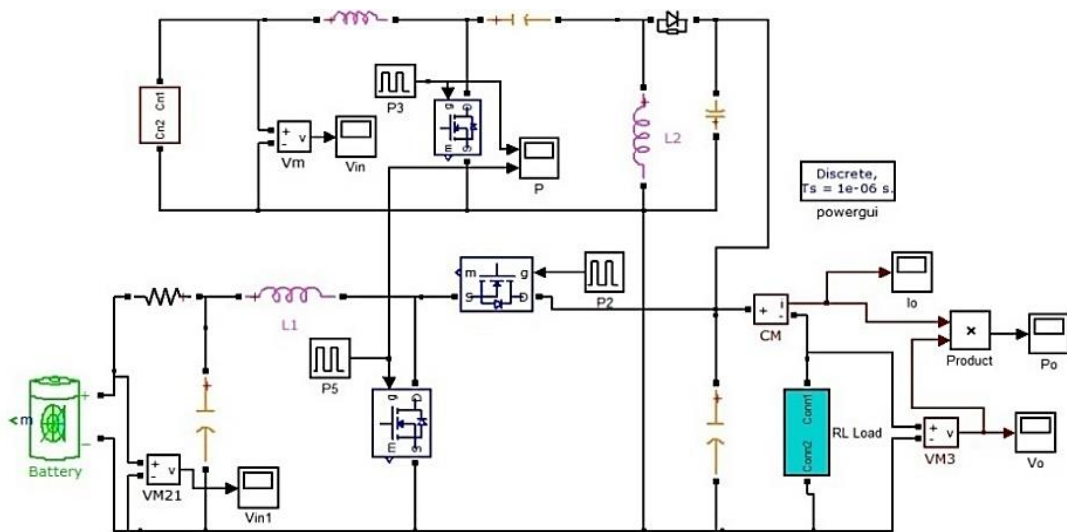 Cn1
Cn2
+
-
v
Vm
Vin
P3
g
D
m
S
P
+
L2
+
+
+
Discrete,
Ts = 1e-06 s.
powergui
+
+
L1
m
g
S
D
P2
+
i
-
CM
Io
×
Product
Po
P5
g
D
m
S
+
Conn1
Conn2
RL Load
+
-
v
VM3
Vo
<m
+
-
Battery
+
+
-
v
VM21
Vin1